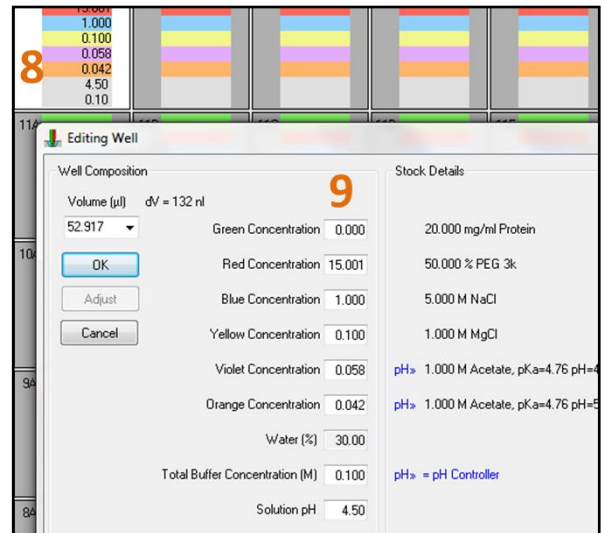 15.001
1.000
0.100
0.058
8
0.042
4.50
0.10
11A
Editing Well
Well Composition
Stock Details
9
Volume (µl) dV = 132 nl
52.917
Green Concentration 0.000 20.000 mg/ml Protein
10A
OK
Red Concentration 15.001 50.000 % PEG 3k
Adjust
Blue Concentration 1.000 5.000 M NaCl
Cancel
Yellow Concentration 0.100 1.000 M MgCl
9A
Violet Concentration 0.058 pH» 1.000 M Acetate, pKa=4.76 pH=4
Orange Concentration 0.042 pH» 1.000 M Acetate, pKa=4.76 pH=5
Water (%) 30.00
Total Buffer Concentration (M) 0.100 pH» = pH Controller
8A
Solution pH 4.50